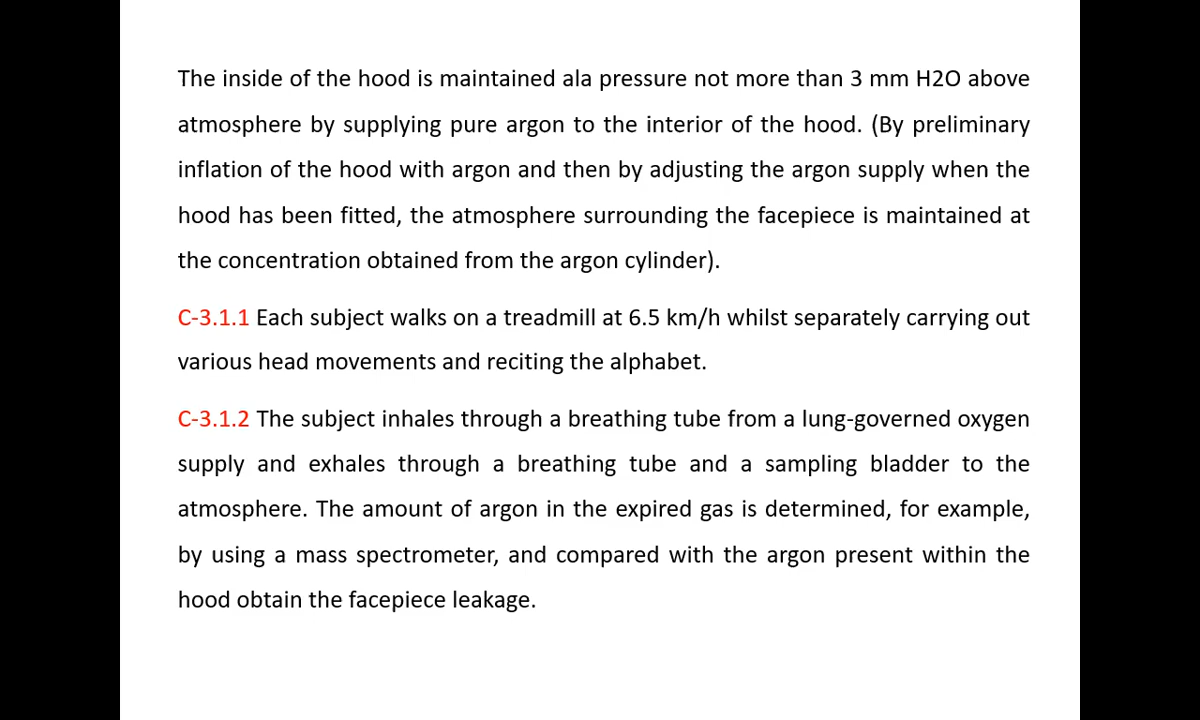 The inside of the hood is maintained ala pressure not more than 3 mm H2O above
atmosphere by supplying pure argon to the interior of the hood. (By preliminary
inflation of the hood with argon and then by adjusting the argon supply when the
hood has been fitted, the atmosphere surrounding the facepiece is maintained at
the concentration obtained from the argon cylinder).
C-3.1.1 Each subject walks on a treadmill at 6.5 km/h whilst separately carrying out
various head movements and reciting the alphabet.
C-3.1.2 The subject inhales through a breathing tube from a lung-governed oxygen
supply and exhales through a breathing tube and a sampling bladder to the
atmosphere. The amount of argon in the expired gas is determined, for example,
by using a mass spectrometer, and compared with the argon present within the
hood obtain the facepiece leakage.